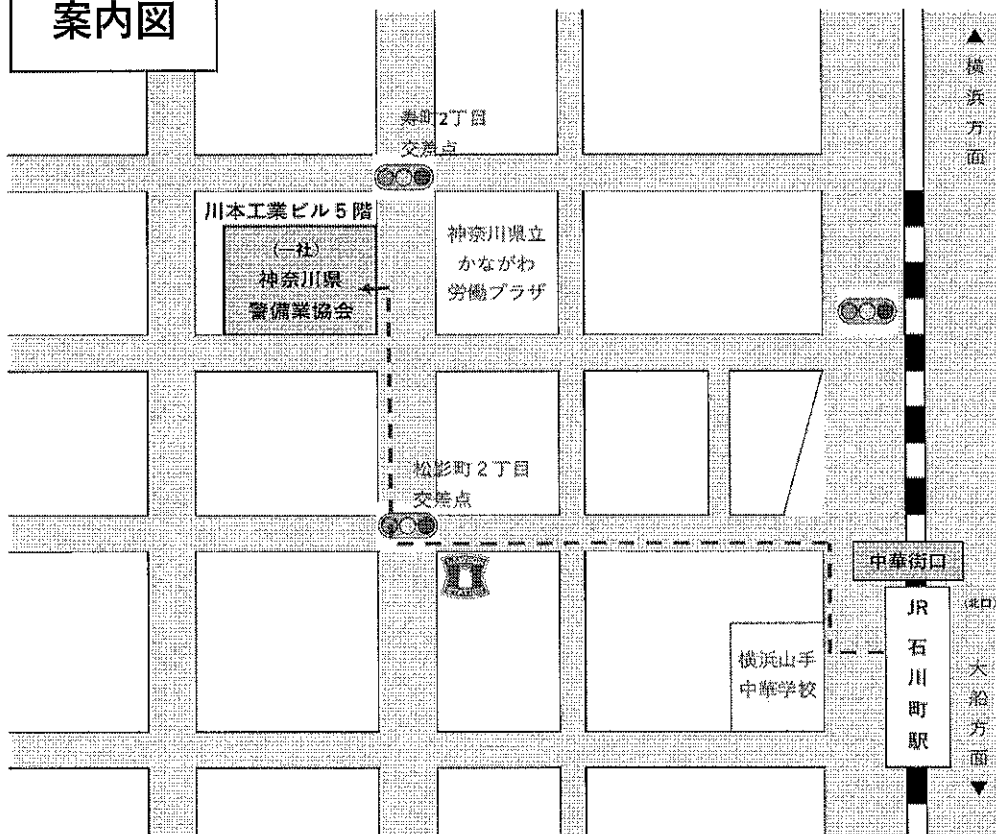 案内図
▲横浜方面
寿町2丁目
交差点
川本工業ビル5階
(一社)
神奈川県
警備業協会
神奈川県立
かながわ
労働プラザ
松影町2丁目
交差点
中華街口
(北口)
JR石川町駅
横浜山手
中華学校
大船方面▼